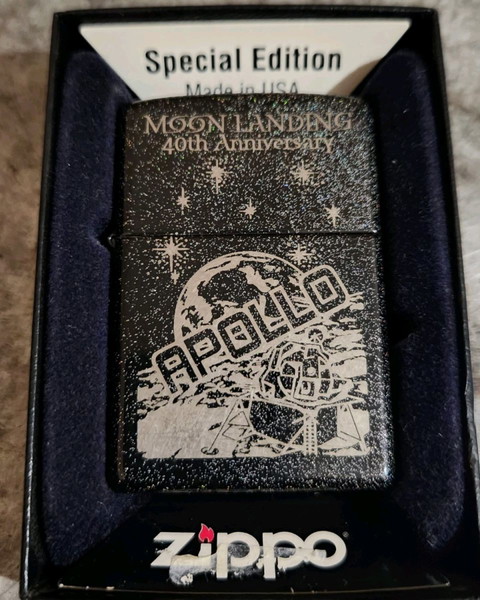 Special Edition
Made in USA
MOON LANDING
40th Anniversary
APOLLO
zippo